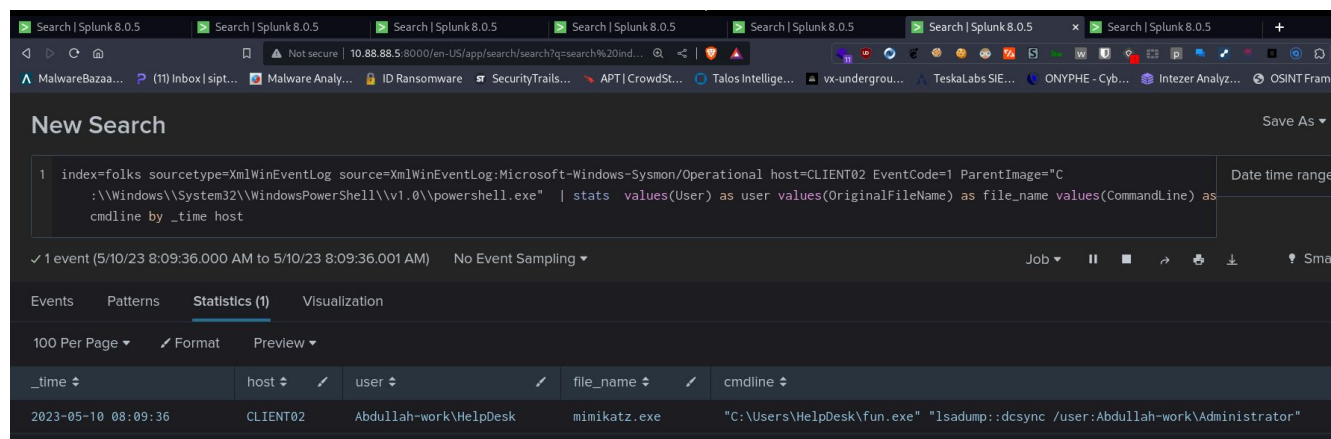 Search | Splunk 8.0.5 Search | Splunk 8.0.5 Search | Splunk 8.0.5 Search | Splunk 8.0.5 Search | Splunk 8.0.5 Search | Splunk 8.0.5 × Search | Splunk 8.0.5 +
Not secure | 10.88.88.5:8000/en-US/app/search/search?q=search%20ind...
MalwareBazaa... (11) Inbox | sipt... Malware Analy... ID Ransomware SecurityTrails... APT | CrowdSt... Talos Intellige... vx-undergrou... TeskaLabs SIE... ONYPHE - Cyb... Intezer Analyz... OSINT Fram
New Search
Save As
1 index=folks sourcetype=XmlWinEventLog source=XmlWinEventLog:Microsoft-Windows-Sysmon/Operational host=CLIENT02 EventCode=1 ParentImage="C
:\\Windows\\System32\\WindowsPowerShell\\v1.0\\powershell.exe" | stats values(User) as user values(OriginalFileName) as file_name values(CommandLine) as
cmdline by _time host
Date time range
✓ 1 event (5/10/23 8:09:36.000 AM to 5/10/23 8:09:36.001 AM) No Event Sampling Job Sma
Events Patterns Statistics (1) Visualization
100 Per Page Format Preview
_time host user file_name cmdline
2023-05-10 08:09:36 CLIENT02 Abdullah-work\HelpDesk mimikatz.exe "C:\Users\HelpDesk\fun.exe" "lsadump::dcsync /user:Abdullah-work\Administrator"